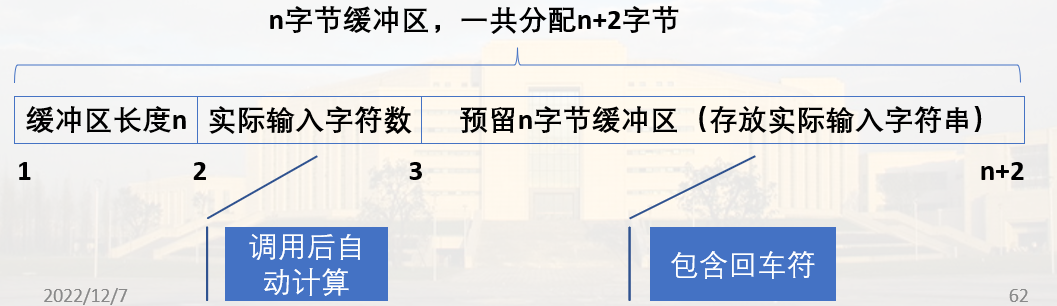 n字节缓冲区，一共分配n+2字节
缓冲区长度n 实际输入字符数 预留n字节缓冲区（存放实际输入字符串）
1 2 3 n+2
调用后自
动计算
包含回车符
2022/12/7 62